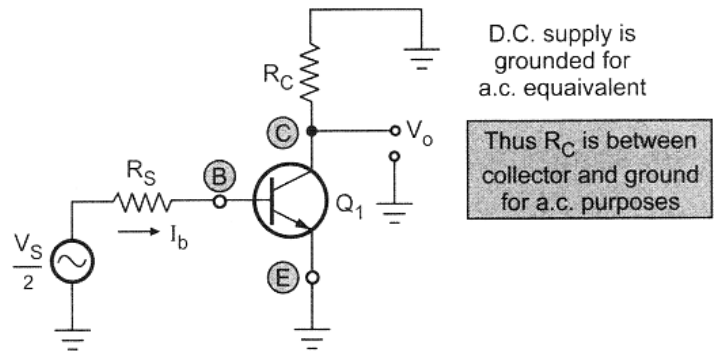 D.C. supply is
grounded for
a.c. equaivalent
R_C
C
V_o
Thus R_C is between
collector and ground
for a.c. purposes
R_S
B
Q_1
I_b
V_S
2
E